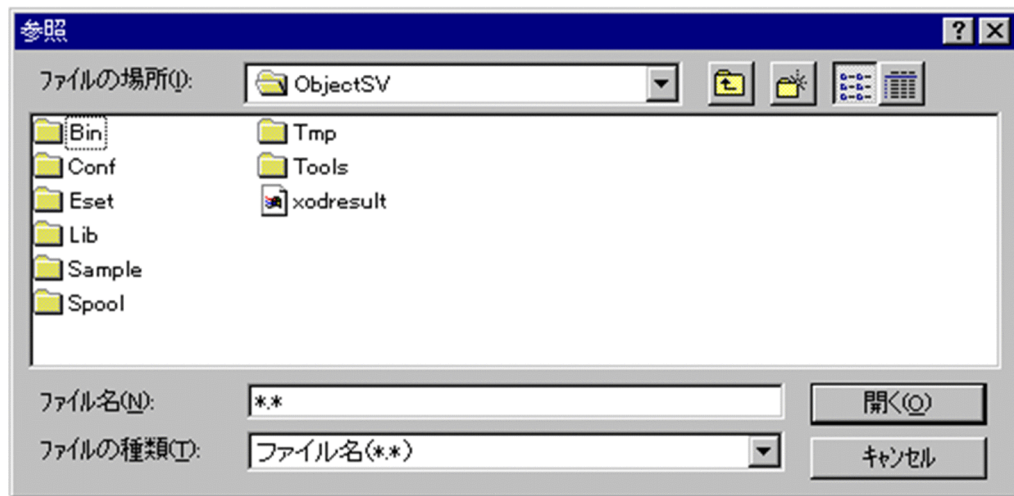 参照
ファイルの場所(I):
ObjectSV
Bin
Conf
Eset
Lib
Sample
Spool
Tmp
Tools
xodresult
ファイル名(N):
*.*
開く(O)
ファイルの種類(T):
ファイル名(*.*)
キャンセル